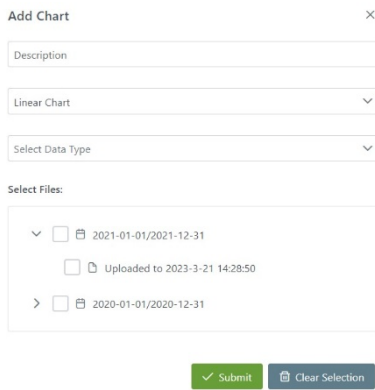 Add Chart
Description
Linear Chart
Select Data Type
Select Files:
2021-01-01/2021-12-31
Uploaded to 2023-3-21 14:28:50
2020-01-01/2020-12-31
Submit
Clear Selection